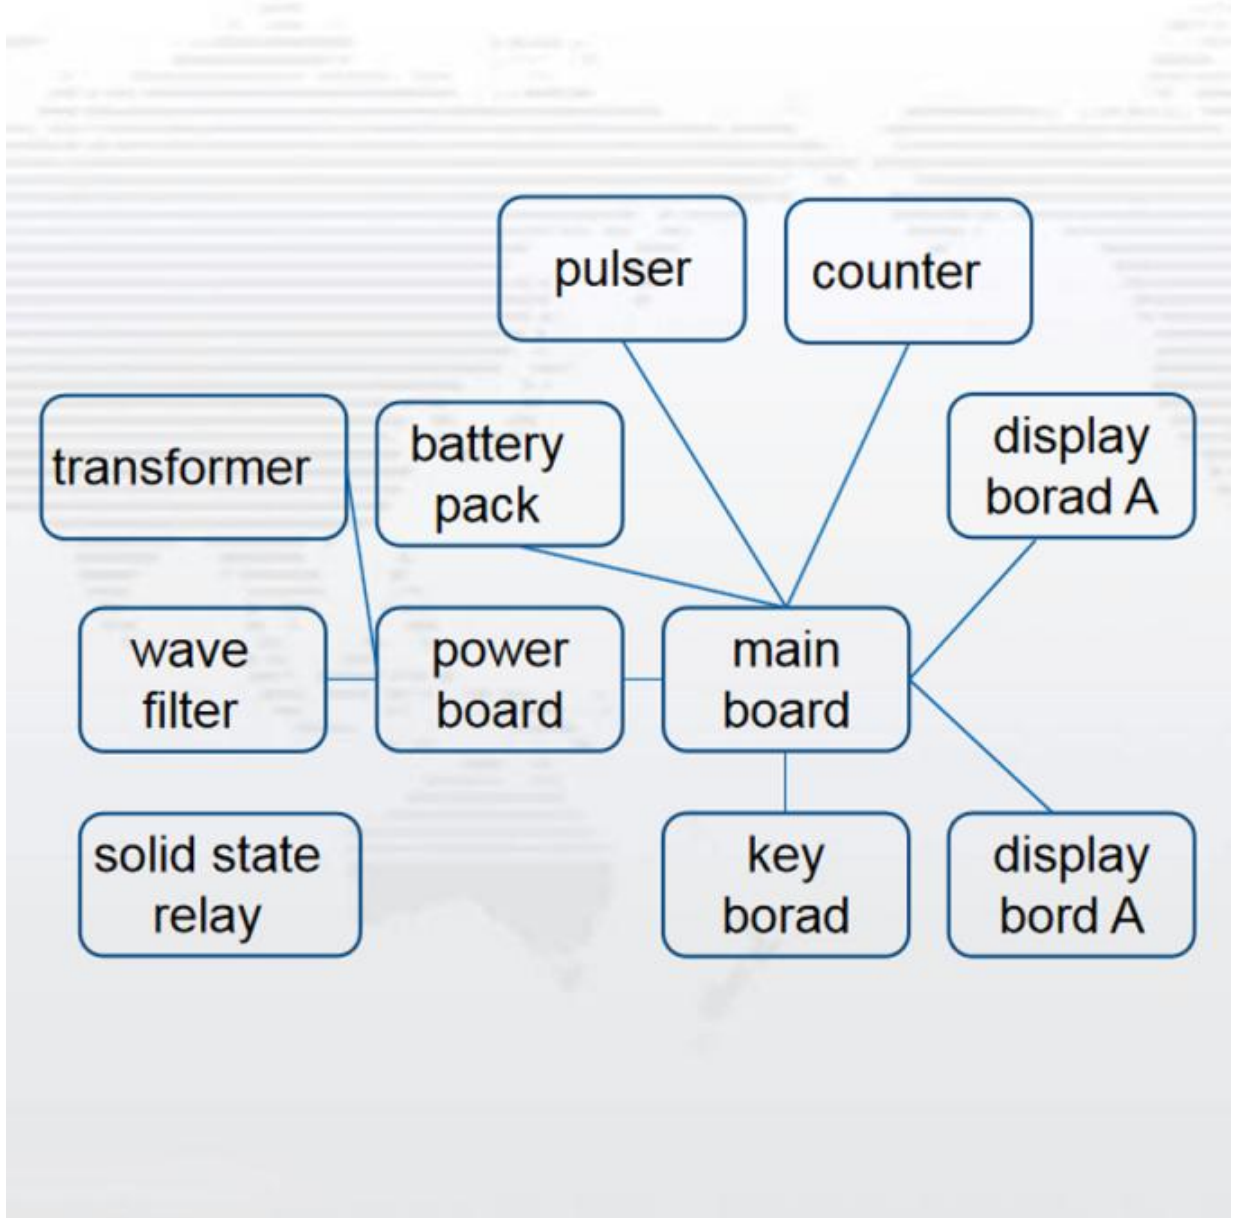 pulser
counter
transformer
battery
pack
display
borad A
wave
filter
power
board
main
board
solid state
relay
key
borad
display
bord A